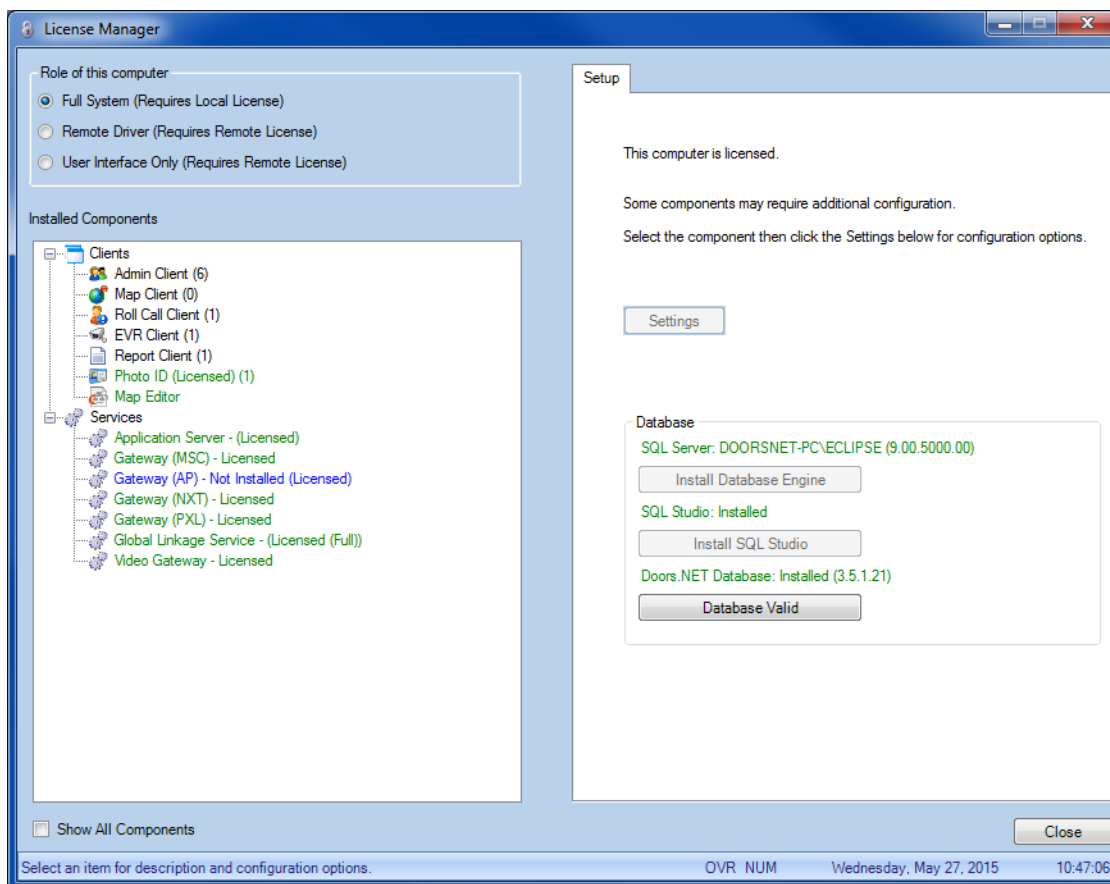 License Manager
Role of this computer
Full System (Requires Local License)
Remote Driver (Requires Remote License)
User Interface Only (Requires Remote License)
Installed Components
Clients
Admin Client (6)
Map Client (0)
Roll Call Client (1)
EVR Client (1)
Report Client (1)
Photo ID (Licensed) (1)
Map Editor
Services
Application Server - (Licensed)
Gateway (MSC) - Licensed
Gateway (AP) - Not Installed (Licensed)
Gateway (NXT) - Licensed
Gateway (PXL) - Licensed
Global Linkage Service - (Licensed (Full))
Video Gateway - Licensed
Show All Components
Setup
This computer is licensed.
Some components may require additional configuration.
Select the component then click the Settings below for configuration options.
Settings
Database
SQL Server: DOORSNET-PC\ECLIPSE (9.00.5000.00)
Install Database Engine
SQL Studio: Installed
Install SQL Studio
Doors.NET Database: Installed (3.5.1.21)
Database Valid
Close
Select an item for description and configuration options.
OVR NUM
Wednesday, May 27, 2015
10:47:06